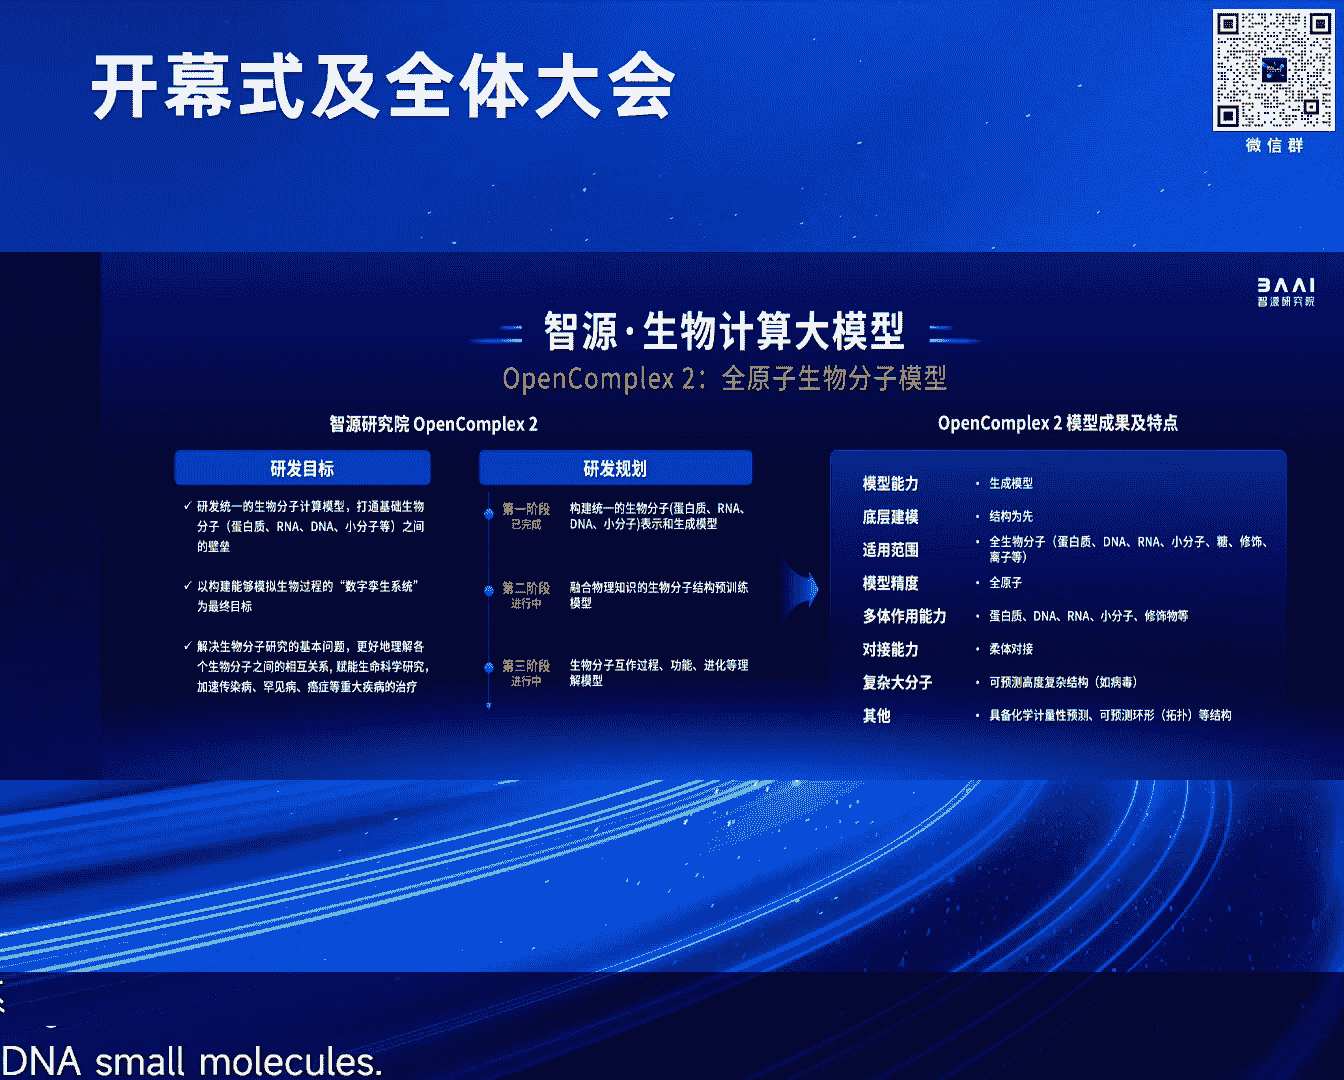 开幕式及全体大会
微信群
BAAI
智源研究院
智源·生物计算大模型
OpenComplex 2：全原子生物分子模型
智源研究院 OpenComplex 2
研发目标
✓ 研发统一的生物分子计算模型，打通基础生物
分子（蛋白质、RNA、DNA、小分子等）之间
的壁垒
✓ 以构建能够模拟生物过程的“数字孪生系统”
为最终目标
✓ 解决生物分子研究的基本问题，更好地理解各
个生物分子之间的相互关系, 赋能生命科学研究，
加速传染病、罕见病、癌症等重大疾病的治疗
研发规划
第一阶段
已完成
构建统一的生物分子(蛋白质、RNA、
DNA、小分子)表示和生成模型
第二阶段
进行中
融合物理知识的生物分子结构预训练
模型
第三阶段
进行中
生物分子互作过程、功能、进化等理
解模型
OpenComplex 2 模型成果及特点
模型能力 • 生成模型
底层建模 • 结构为先
适用范围 • 全生物分子（蛋白质、DNA、RNA、小分子、糖、修饰、
离子等）
模型精度 • 全原子
多体作用能力 • 蛋白质、DNA、RNA、小分子、修饰物等
对接能力 • 柔体对接
复杂大分子 • 可预测高度复杂结构（如病毒）
其他 • 具备化学计量性预测、可预测环形（拓扑）等结构
DNA small molecules.